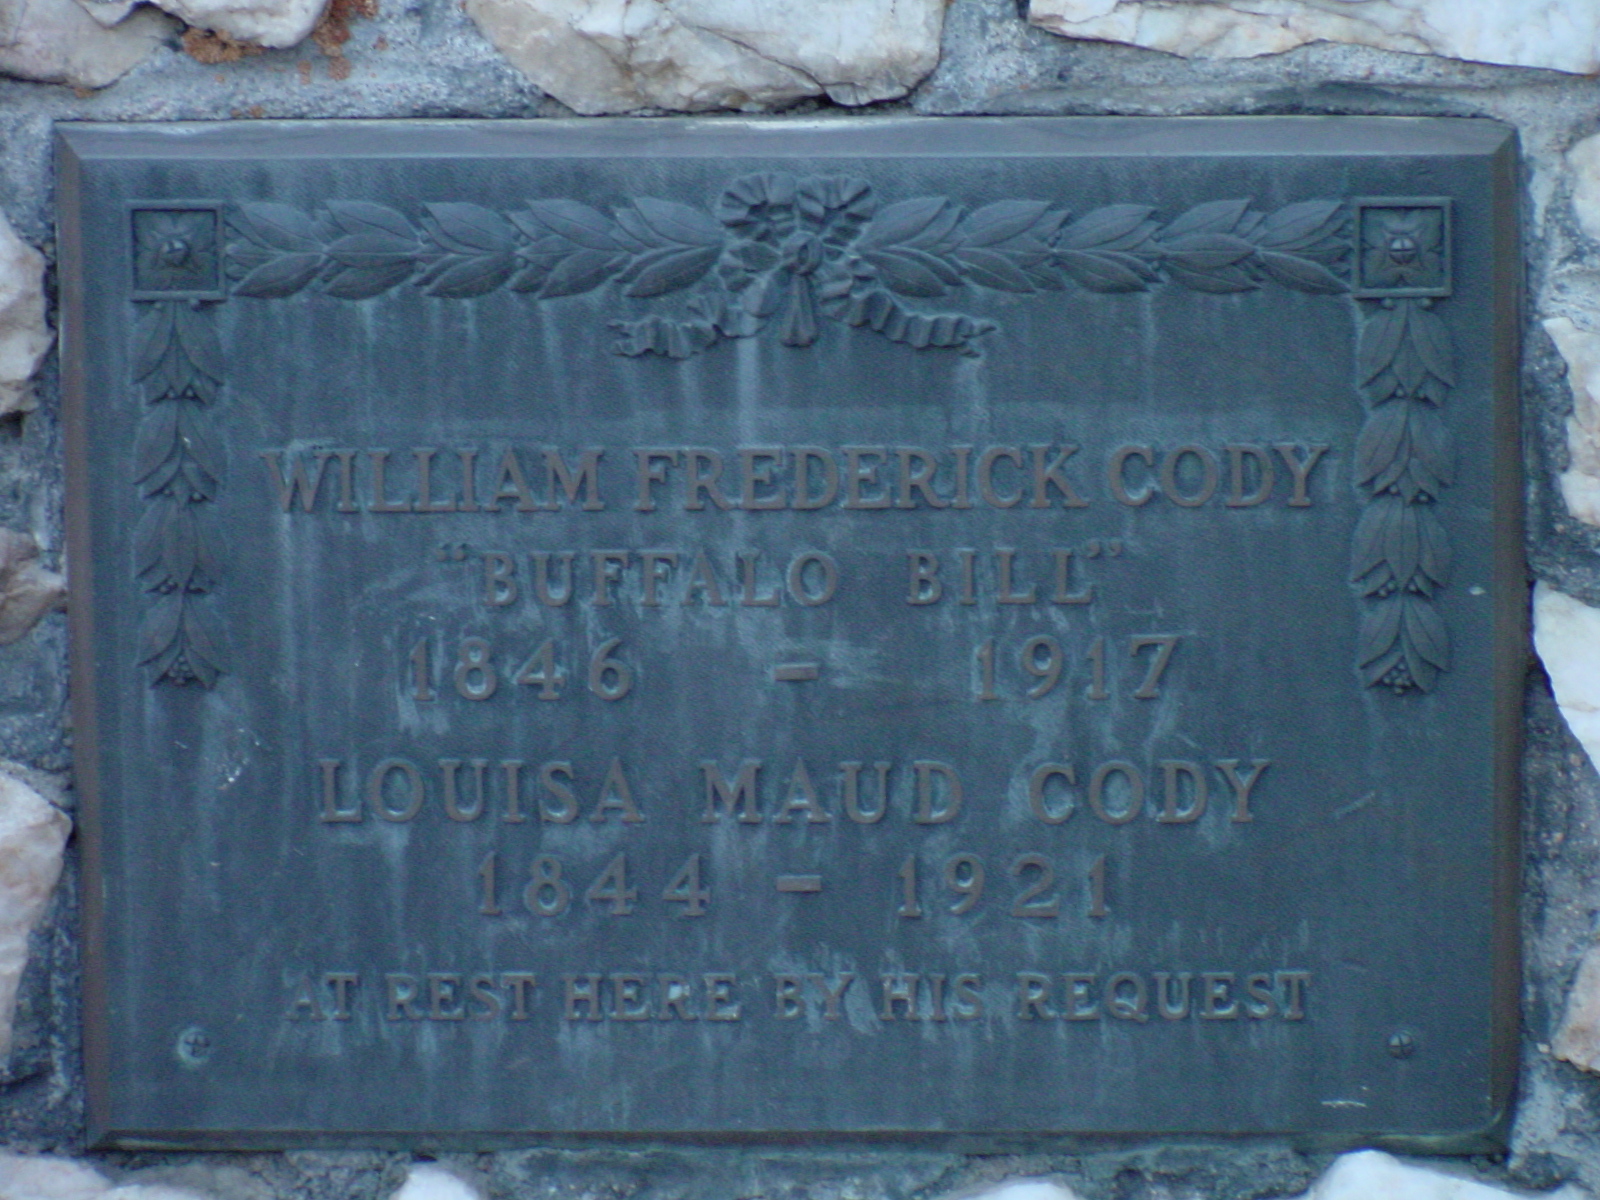 WILLIAM FREDERICK CODY
"BUFFALO BILL"
1846 - 1917
LOUISA MAUD CODY
1844 - 1921
AT REST HERE BY HIS REQUEST